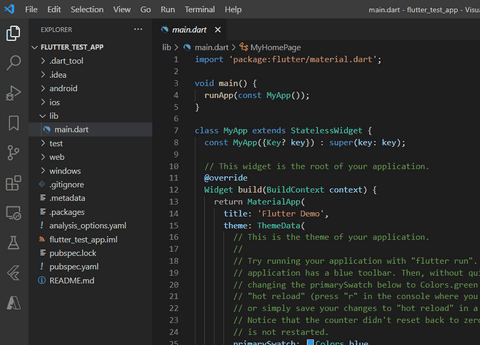 File Edit Selection View Go Run Terminal Help main.dart - flutter_test_app - Visua
EXPLORER ...
FLUTTER_TEST_APP
.dart_tool
.idea
android
ios
lib
main.dart
test
web
windows
.gitignore
.metadata
.packages
analysis_options.yaml
flutter_test_app.iml
pubspec.lock
pubspec.yaml
README.md
main.dart
lib > main.dart > MyHomePage
1 import 'package:flutter/material.dart';
2
3 void main() {
4 runApp(const MyApp());
5 }
6
7 class MyApp extends StatelessWidget {
8 const MyApp({Key? key}) : super(key: key);
9
10 // This widget is the root of your application.
11 @override
12 Widget build(BuildContext context) {
13 return MaterialApp(
14 title: 'Flutter Demo',
15 theme: ThemeData(
16 // This is the theme of your application.
17 //
18 // Try running your application with "flutter run".
19 // application has a blue toolbar. Then, without qui
20 // changing the primarySwatch below to Colors.green
21 // "hot reload" (press "r" in the console where you
22 // or simply save your changes to "hot reload" in a
23 // Notice that the counter didn't reset back to zero
24 // is not restarted.
25 primarySwatch: Colors.blue